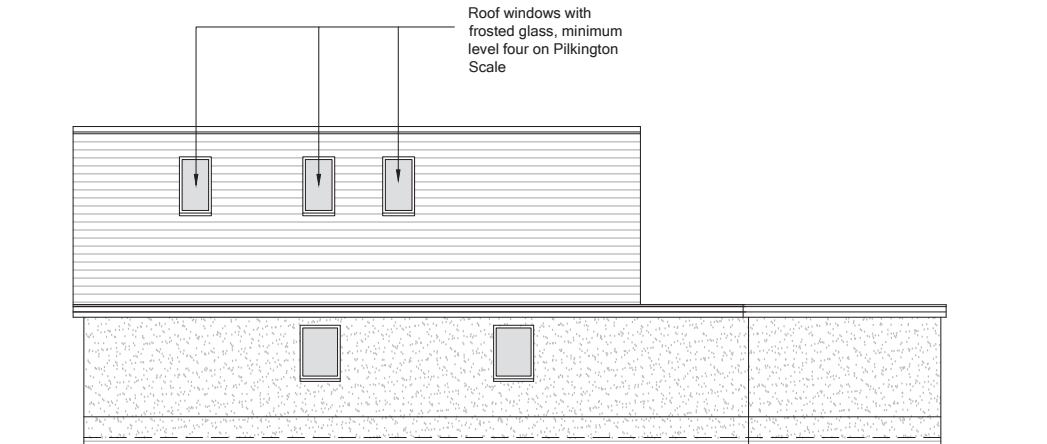 Roof windows with
frosted glass, minimum
level four on Pilkington
Scale